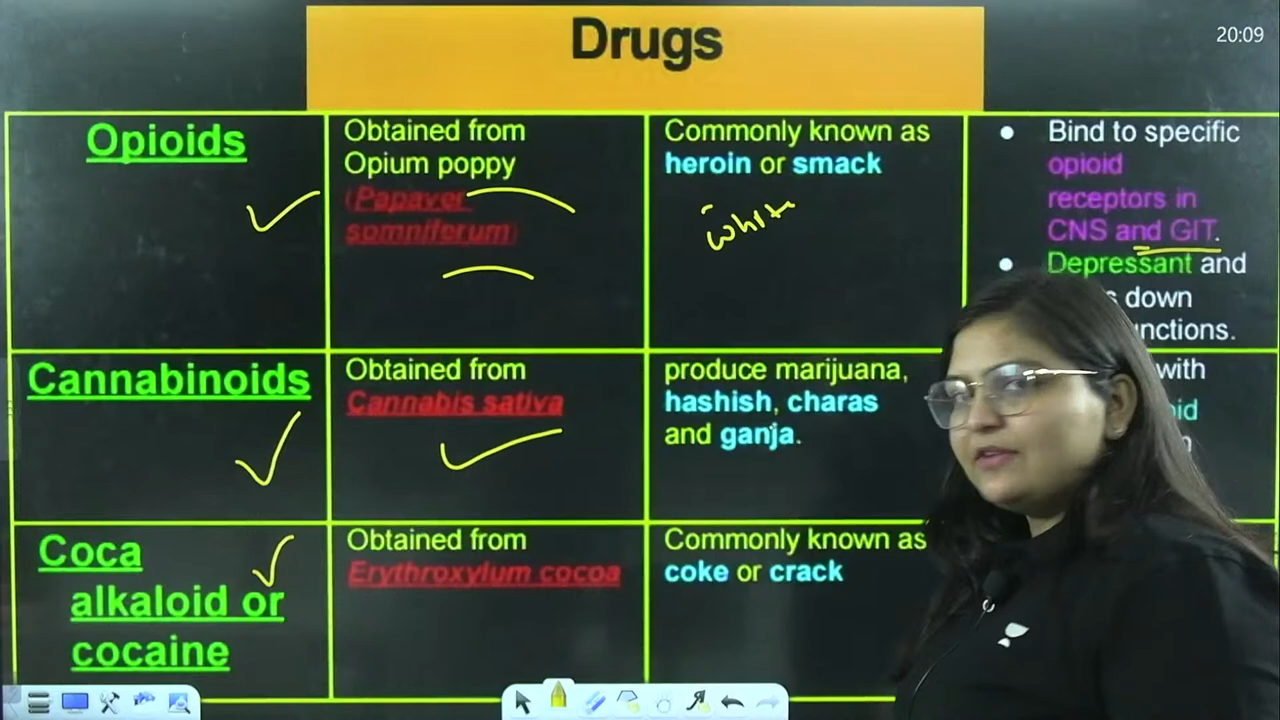 Drugs
20:09
Opioids
Obtained from
Opium poppy
(Papaver
somniferum)
Commonly known as
heroin or smack
white
Bind to specific
opioid
receptors in
CNS and GIT.
Depressant and
down
Cannabinoids
Obtained from
Cannabis sativa
produce marijuana,
hashish, charas
and ganja.
with
Coca
alkaloid or
cocaine
Obtained from
Erythroxylum cocoa
Commonly known as
coke or crack